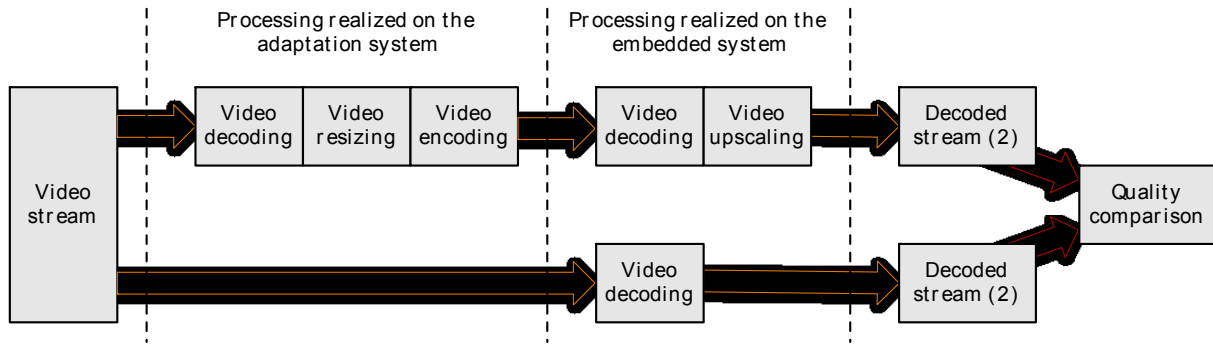 Processing realized on the
adaptation system
Processing realized on the
embedded system
Video
stream
Video
decoding
Video
resizing
Video
encoding
Video
decoding
Video
upscaling
Decoded
stream (2)
Video
decoding
Decoded
stream (2)
Quality
comparison